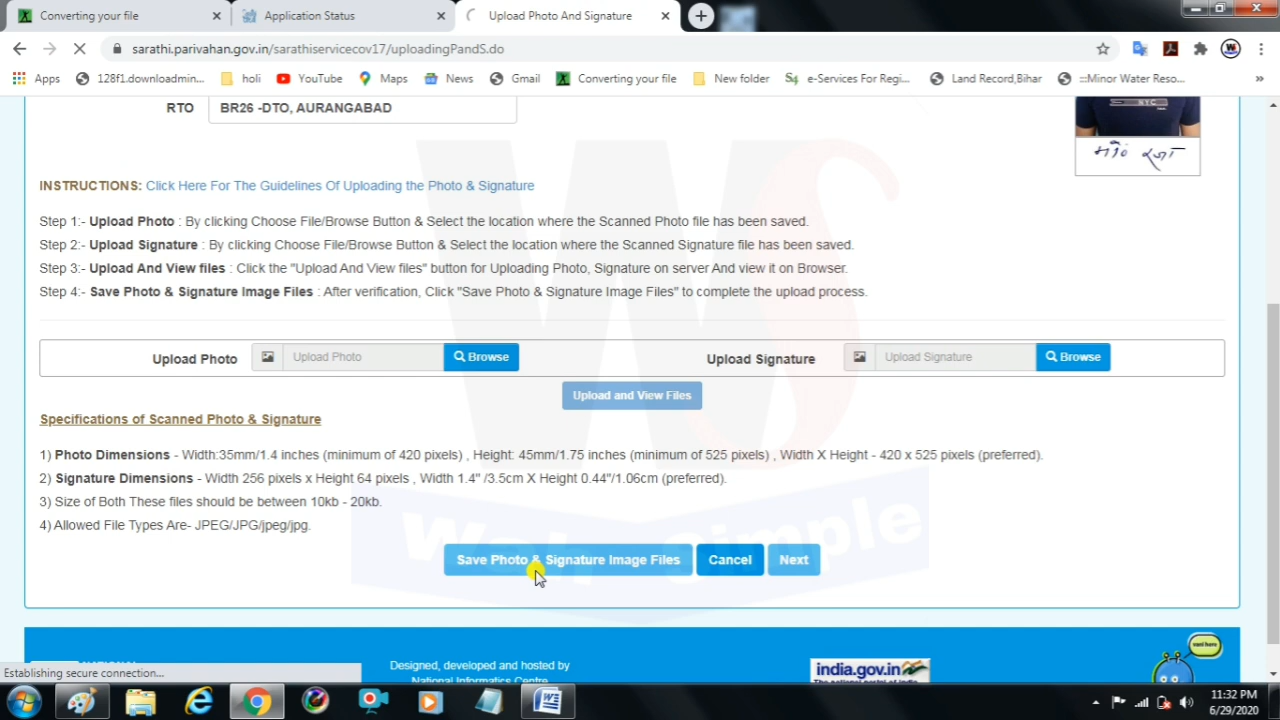 Converting your file
Application Status
Upload Photo And Signature
sarathi.parivahan.gov.in/sarathiservicecov17/uploadingPandS.do
Apps
128f1.downloadmin...
holi
YouTube
Maps
News
Gmail
Converting your file
New folder
e-Services For Regi...
Land Record,Bihar
:::Minor Water Reso...
»
RTO
BR26 -DTO, AURANGABAD
NYC
INSTRUCTIONS: Click Here For The Guidelines Of Uploading the Photo & Signature
Step 1:- Upload Photo : By clicking Choose File/Browse Button & Select the location where the Scanned Photo file has been saved.
Step 2:- Upload Signature : By clicking Choose File/Browse Button & Select the location where the Scanned Signature file has been saved.
Step 3:- Upload And View files : Click the "Upload And View files" button for Uploading Photo, Signature on server And view it on Browser.
Step 4:- Save Photo & Signature Image Files : After verification, Click "Save Photo & Signature Image Files" to complete the upload process.
Upload Photo
Upload Photo
Browse
Upload Signature
Upload Signature
Browse
Upload and View Files
Specifications of Scanned Photo & Signature
1) Photo Dimensions - Width:35mm/1.4 inches (minimum of 420 pixels) , Height: 45mm/1.75 inches (minimum of 525 pixels) , Width X Height - 420 x 525 pixels (preferred).
2) Signature Dimensions - Width 256 pixels x Height 64 pixels , Width 1.4" /3.5cm X Height 0.44"/1.06cm (preferred).
3) Size of Both These files should be between 10kb - 20kb.
4) Allowed File Types Are- JPEG/JPG/jpeg/jpg.
Save Photo & Signature Image Files
Cancel
Next
Designed, developed and hosted by
National Informatics Centre
india.gov.in
Establishing secure connection...
11:32 PM
6/29/2020